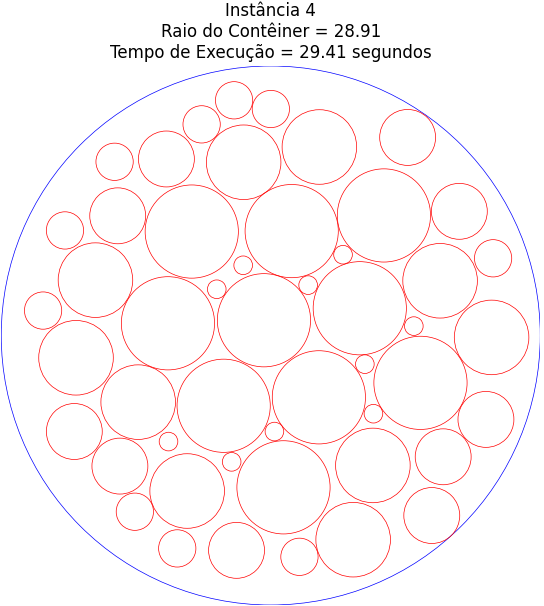 Instância 4
Raio do Contêiner = 28.91
Tempo de Execução = 29.41 segundos